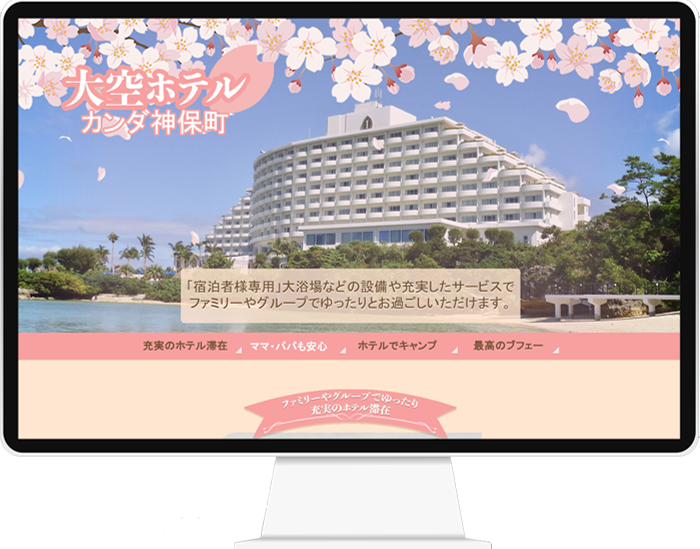 大空ホテル
カンダ神保町
「宿泊者様専用」大浴場などの設備や充実したサービスで
ファミリーやグループでゆったりとお過ごしいただけます。
充実のホテル滞在 ママ・パパも安心 ホテルでキャンプ 最高のブフェー
ファミリーやグループでゆったり
充実のホテル滞在